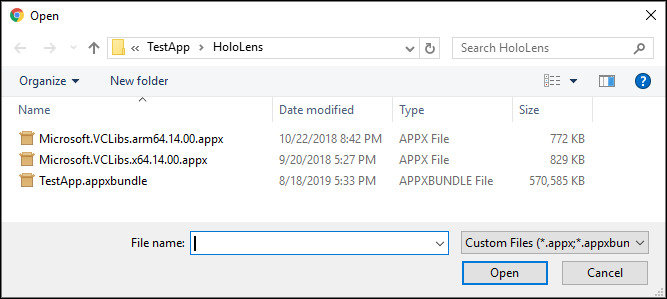 Open
« TestApp > HoloLens
Search HoloLens
Organize New folder
?
Name Date modified Type Size
Microsoft.VCLibs.arm64.14.00.appx 10/22/2018 8:42 PM APPX File 772 KB
Microsoft.VCLibs.x64.14.00.appx 9/20/2018 5:27 PM APPX File 829 KB
TestApp.appxbundle 8/18/2019 5:33 PM APPXBUNDLE File 570,585 KB
File name: Custom Files (*.appx;*.appxbun
Open Cancel